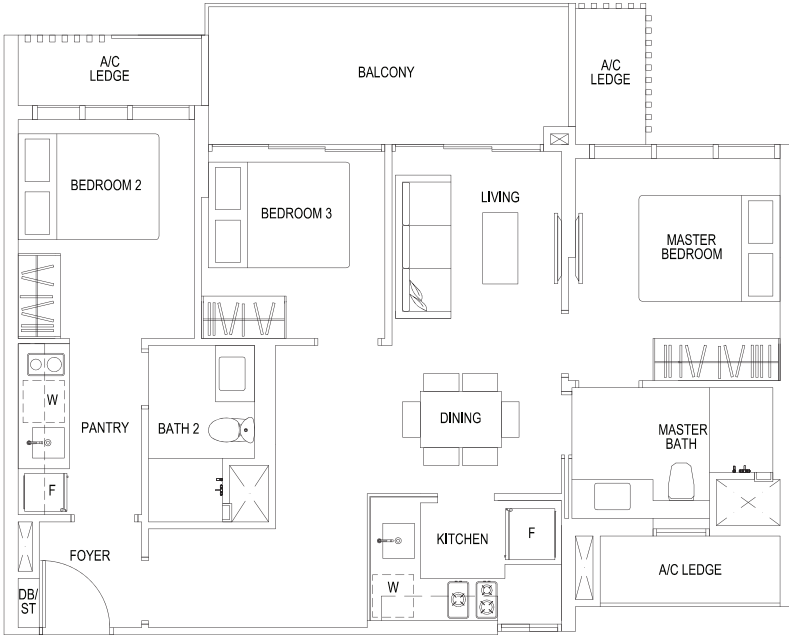 A/C
LEDGE
BALCONY
A/C
LEDGE
BEDROOM 2
BEDROOM 3
LIVING
MASTER
BEDROOM
W
PANTRY
BATH 2
DINING
MASTER
BATH
F
FOYER
KITCHEN
F
A/C LEDGE
W
DB/
ST